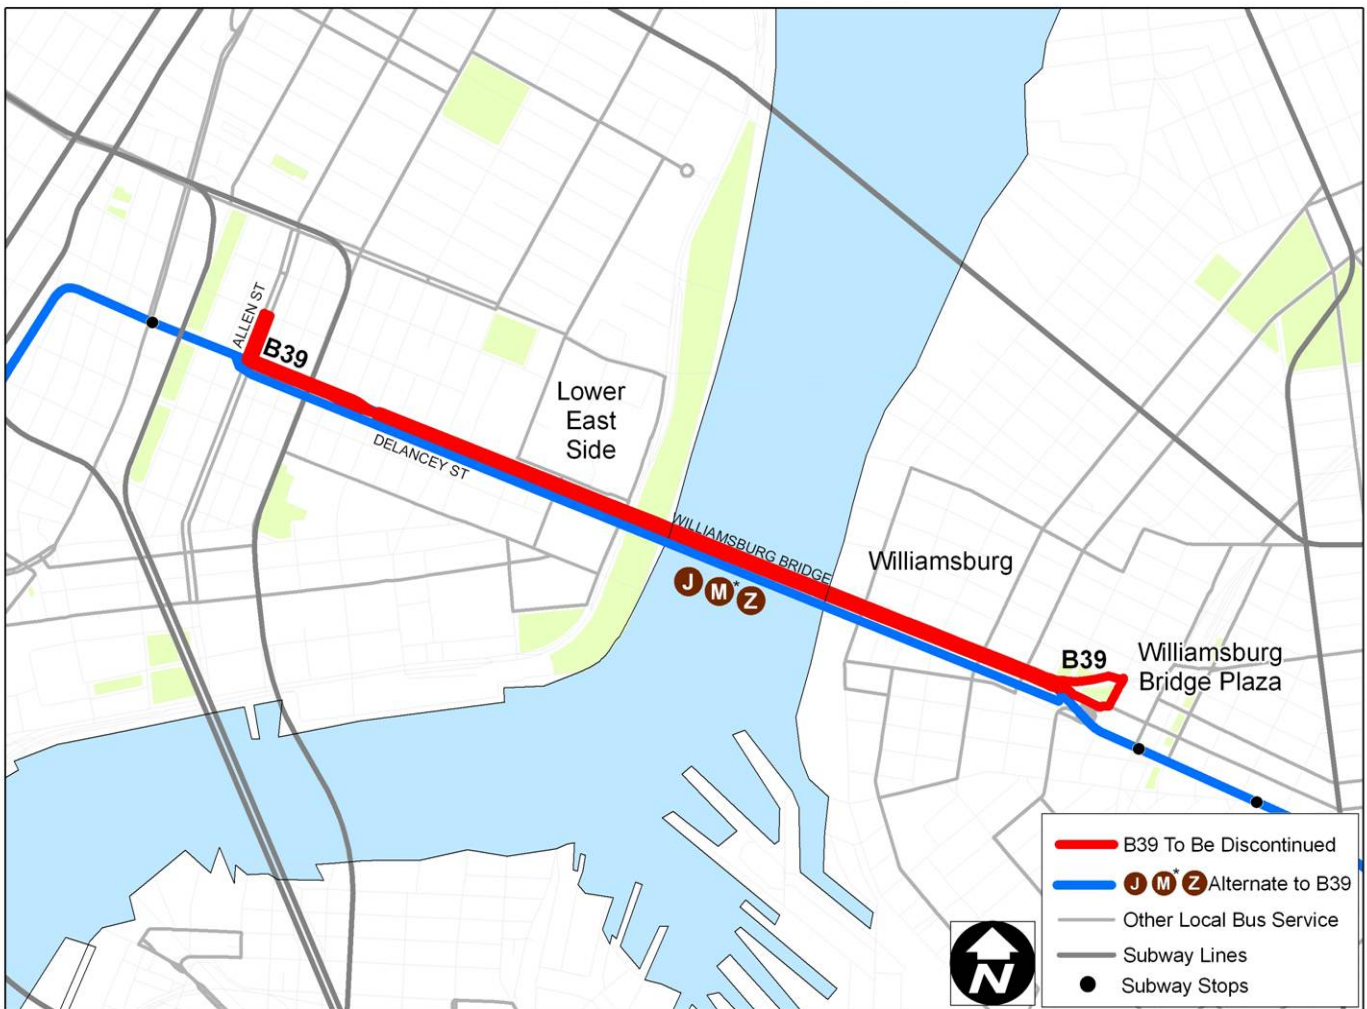 ALLEN ST
B39
Lower
East
Side
DELANCEY ST
WILLIAMSBURG BRIDGE
J M* Z
Williamsburg
B39
Williamsburg
Bridge Plaza
B39 To Be Discontinued
J M* Z Alternate to B39
Other Local Bus Service
Subway Lines
Subway Stops
N